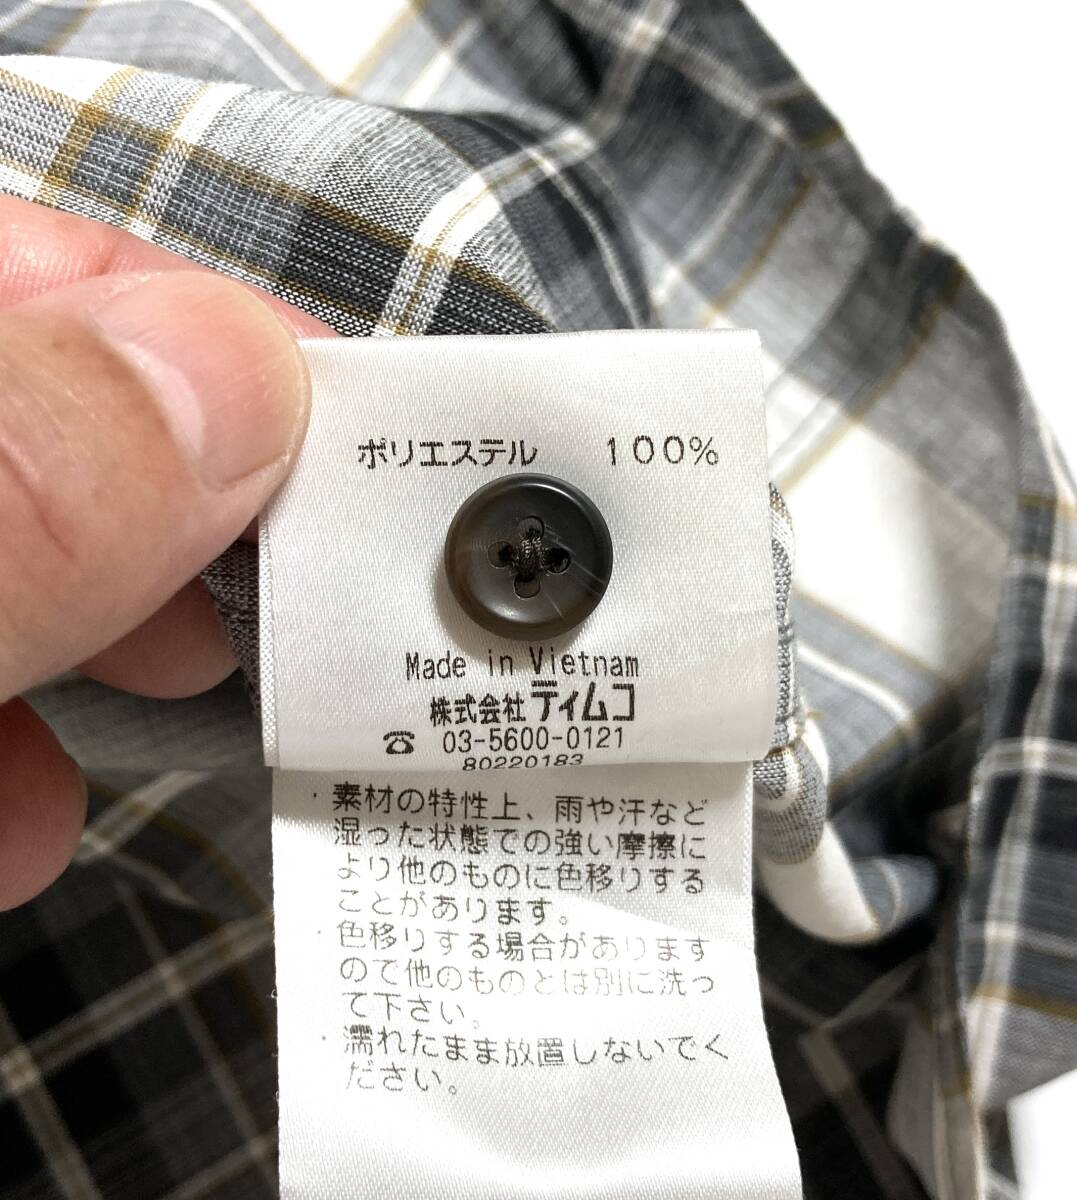 ポリエステル 100%
Made in Vietnam
株式会社ティムコ
☎ 03-5600-0121
80220183
・素材の特性上、雨や汗など
湿った状態での強い摩擦に
より他のものに色移りする
ことがあります。
・色移りする場合があります
ので他のものとは別に洗っ
て下さい。
・濡れたまま放置しないでく
ださい。